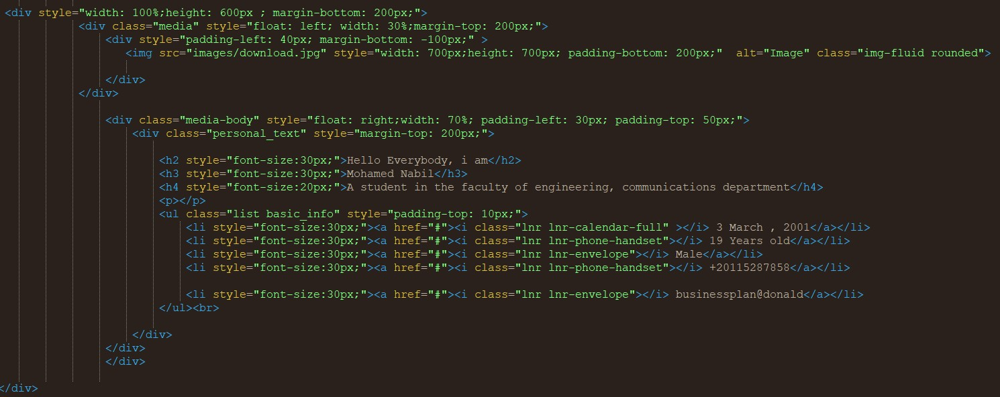 <div style="width: 100%;height: 600px ; margin-bottom: 200px;">
<div class="media" style="float: left; width: 30%;margin-top: 200px;">
<div style="padding-left: 40px; margin-bottom: -100px;" >
<img src="images/download.jpg" style="width: 700px;height: 700px; padding-bottom: 200px;"  alt="Image" class="img-fluid rounded">
</div>
</div>
<div class="media-body" style="float: right;width: 70%; padding-left: 30px; padding-top: 50px;">
<div class="personal_text" style="margin-top: 200px;">
<h2 style="font-size:30px;">Hello Everybody, i am</h2>
<h3 style="font-size:30px;">Mohamed Nabil</h3>
<h4 style="font-size:20px;">A student in the faculty of engineering, communications department</h4>
<p></p>
<ul class="list basic_info" style="padding-top: 10px;">
<li style="font-size:30px;"><a href="#"><i class="lnr lnr-calendar-full" ></i> 3 March , 2001</a></li>
<li style="font-size:30px;"><a href="#"><i class="lnr lnr-phone-handset"></i> 19 Years old</a></li>
<li style="font-size:30px;"><a href="#"><i class="lnr lnr-envelope"></i> Male</a></li>
<li style="font-size:30px;"><a href="#"><i class="lnr lnr-phone-handset"></i> +20115287858</a></li>
<li style="font-size:30px;"><a href="#"><i class="lnr lnr-envelope"></i> businessplan@donald</a></li>
</ul><br>
</div>
</div>
</div>
</div>